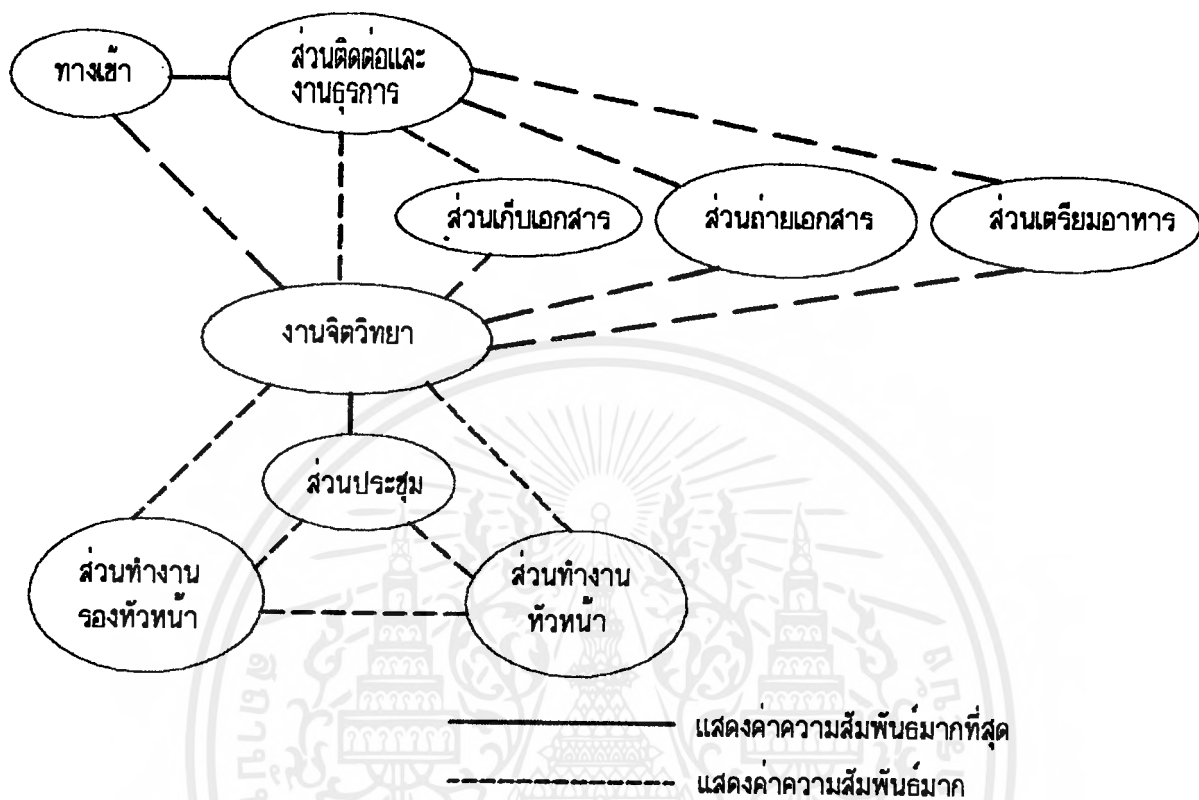 ทางเข้า
ส่วนติดต่อและ
งานธุรการ
ส่วนเก็บเอกสาร
ส่วนถ่ายเอกสาร
ส่วนเตรียมอาหาร
งานจิตวิทยา
ส่วนประชุม
ส่วนทำงาน
รองหัวหน้า
ส่วนทำงาน
หัวหน้า
แสดงค่าความสัมพันธ์มากที่สุด
แสดงค่าความสัมพันธ์มาก